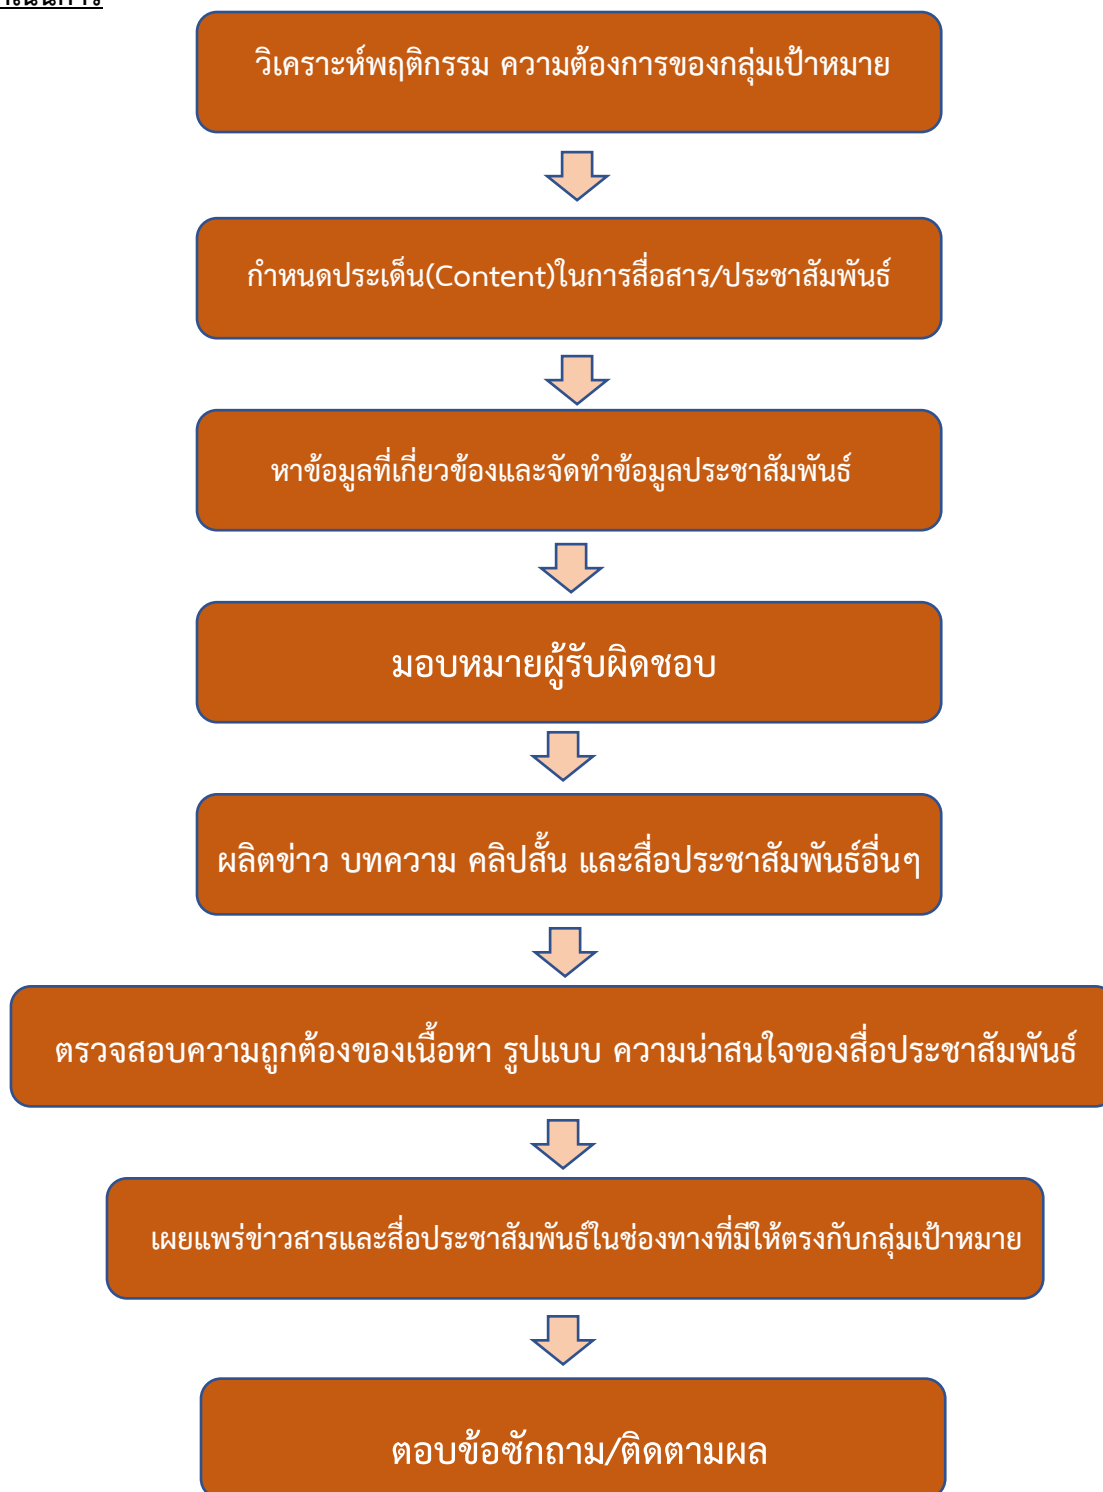 วิเคราะห์พฤติกรรม ความต้องการของกลุ่มเป้าหมาย
กำหนดประเด็น(Content)ในการสื่อสาร/ประชาสัมพันธ์
หาข้อมูลที่เกี่ยวข้องและจัดทำข้อมูลประชาสัมพันธ์
มอบหมายผู้รับผิดชอบ
ผลิตข่าว บทความ คลิปสั้น และสื่อประชาสัมพันธ์อื่นๆ
ตรวจสอบความถูกต้องของเนื้อหา รูปแบบ ความน่าสนใจของสื่อประชาสัมพันธ์
เผยแพร่ข่าวสารและสื่อประชาสัมพันธ์ในช่องทางที่มีให้ตรงกับกลุ่มเป้าหมาย
ตอบข้อซักถาม/ติดตามผล